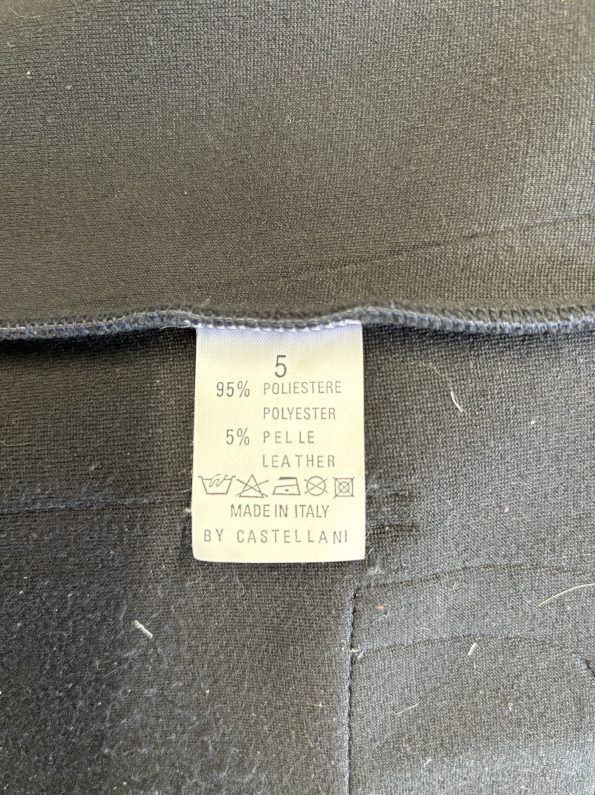 5
95% POLIESTERE
POLYESTER
5% PELLE
LEATHER
MADE IN ITALY
BY CASTELLANI